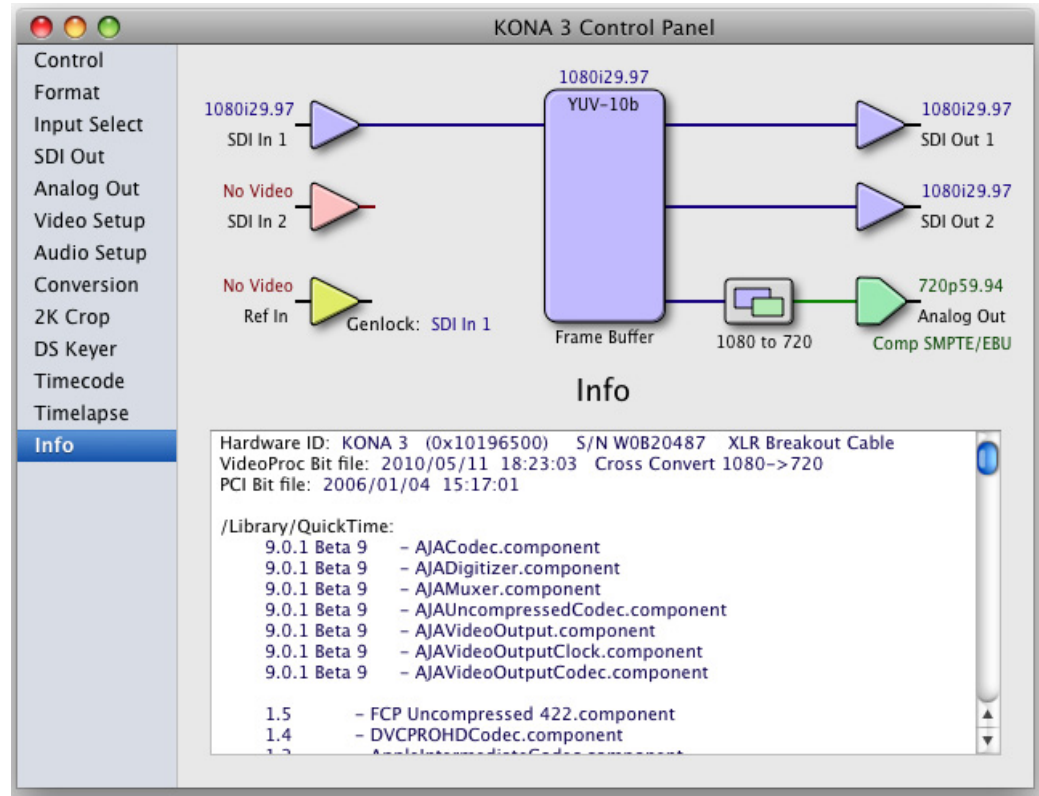 KONA 3 Control Panel
Control
Format
Input Select
SDI Out
Analog Out
Video Setup
Audio Setup
Conversion
2K Crop
DS Keyer
Timecode
Timelapse
Info
1080i29.97
YUV-10b
1080i29.97
SDI In 1
1080i29.97
SDI Out 1
No Video
SDI In 2
1080i29.97
SDI Out 2
No Video
Ref In
Genlock: SDI In 1
Frame Buffer
1080 to 720
720p59.94
Analog Out
Comp SMPTE/EBU
Info
Hardware ID: KONA 3 (0x10196500) S/N W0B20487 XLR Breakout Cable
VideoProc Bit file: 2010/05/11 18:23:03 Cross Convert 1080->720
PCI Bit file: 2006/01/04 15:17:01
/Library/QuickTime:
9.0.1 Beta 9 - AJACodec.component
9.0.1 Beta 9 - AJADigitizer.component
9.0.1 Beta 9 - AJAMuxer.component
9.0.1 Beta 9 - AJAUncompressedCodec.component
9.0.1 Beta 9 - AJAVideoOutput.component
9.0.1 Beta 9 - AJAVideoOutputClock.component
9.0.1 Beta 9 - AJAVideoOutputCodec.component
1.5 - FCP Uncompressed 422.component
1.4 - DVCPROHDCodec.component